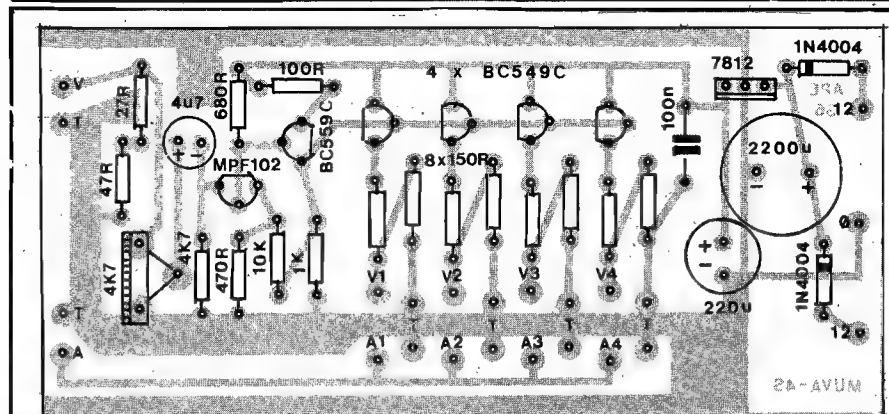 1N4004
100R
4 x BC549C
7812
V
27R
4u7
680R
BC559C
100n
APE
12
T
+ -
MPF102
8x150R
2200u
- +
47R
4K7
4K7
470R
10K
1K
V1
V2
V3
V4
+
-
220u
0
1N4004
T
T
T
T
T
12
A
A1
A2
A3
A4
MUVA-4S